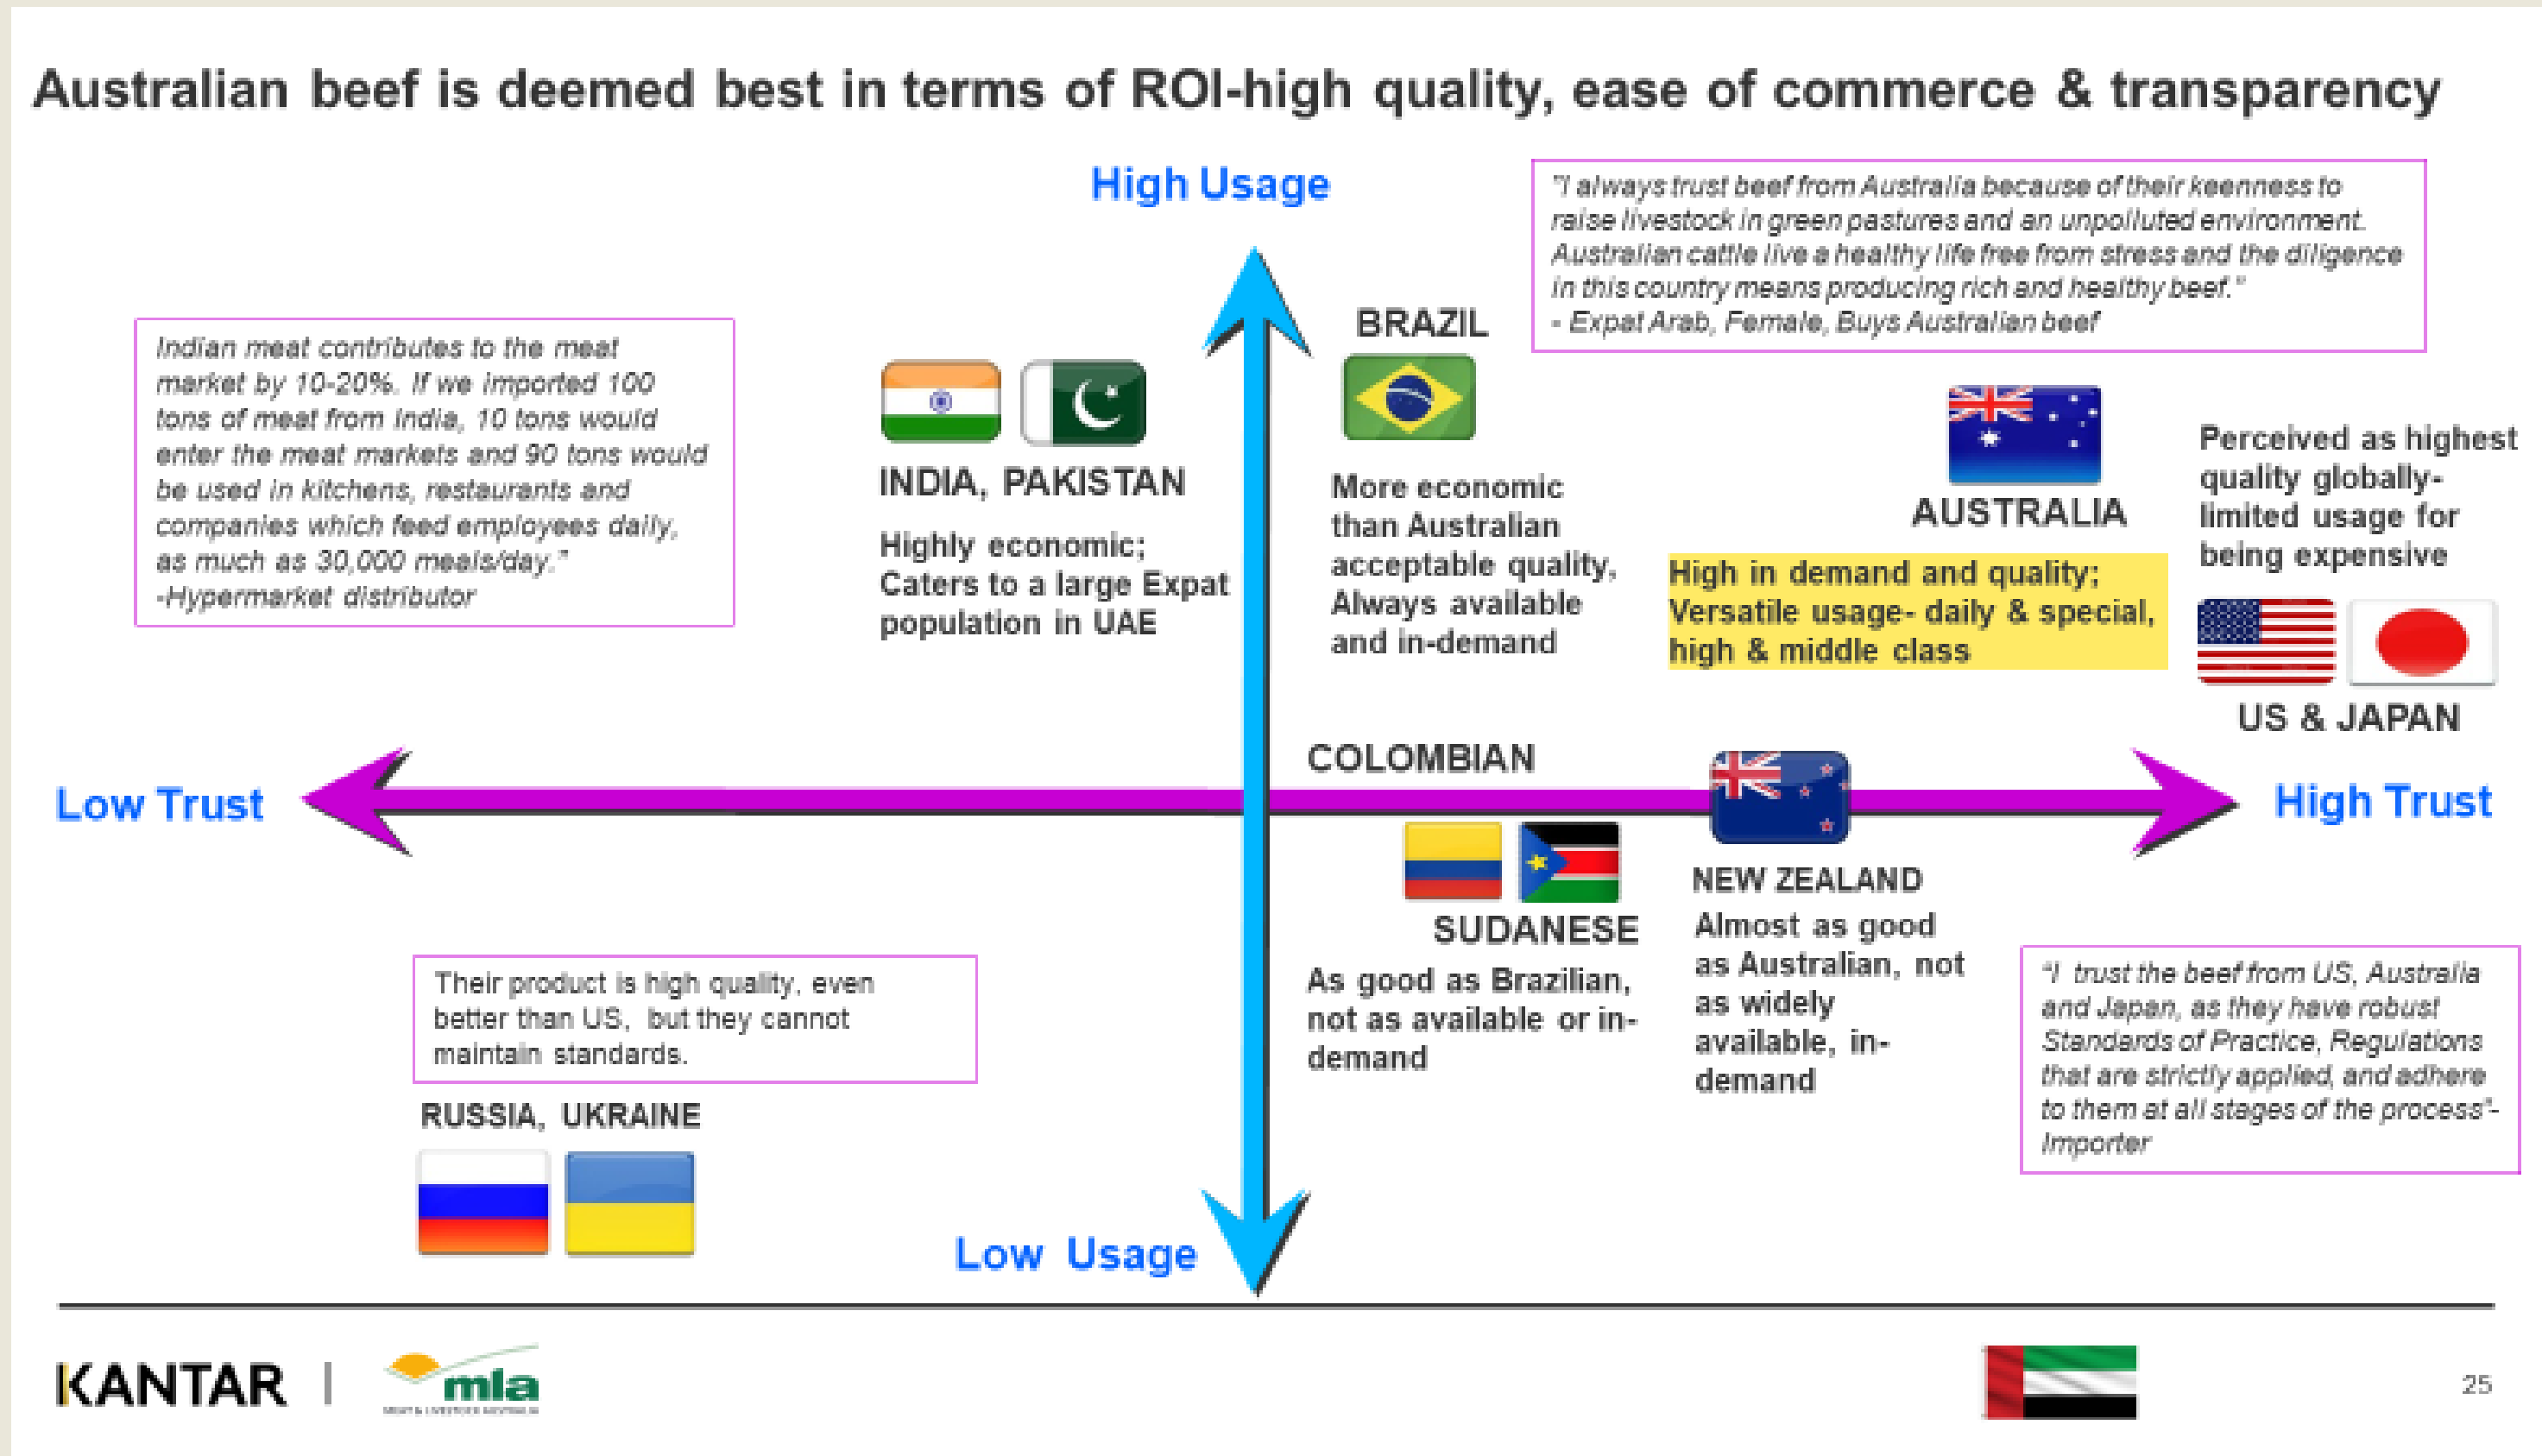 Australian beef is deemed best in terms of ROI-high quality, ease of commerce & transparency
High Usage
"I always trust beef from Australia because of their keenness to
raise livestock in green pastures and an unpolluted environment.
Australian cattle live a healthy life free from stress and the diligence
in this country means producing rich and healthy beef."
- Expat Arab, Female, Buys Australian beef
Indian meat contributes to the meat
market by 10-20%. If we imported 100
tons of meat from India, 10 tons would
enter the meat markets and 90 tons would
be used in kitchens, restaurants and
companies which feed employees daily,
as much as 30,000 meals/day."
-Hypermarket distributor
INDIA, PAKISTAN
Highly economic;
Caters to a large Expat
population in UAE
BRAZIL
More economic
than Australian
acceptable quality,
Always available
and in-demand
AUSTRALIA
High in demand and quality;
Versatile usage- daily & special,
high & middle class
Perceived as highest
quality globally-
limited usage for
being expensive
US & JAPAN
Low Trust
High Trust
COLOMBIAN
SUDANESE
As good as Brazilian,
not as available or in-
demand
NEW ZEALAND
Almost as good
as Australian, not
as widely
available, in-
demand
"I trust the beef from US, Australia
and Japan, as they have robust
Standards of Practice, Regulations
that are strictly applied, and adhere
to them at all stages of the process"-
Importer
Their product is high quality, even
better than US, but they cannot
maintain standards.
RUSSIA, UKRAINE
Low Usage
KANTAR
mla
MEAT & LIVESTOCK AUSTRALIA
25